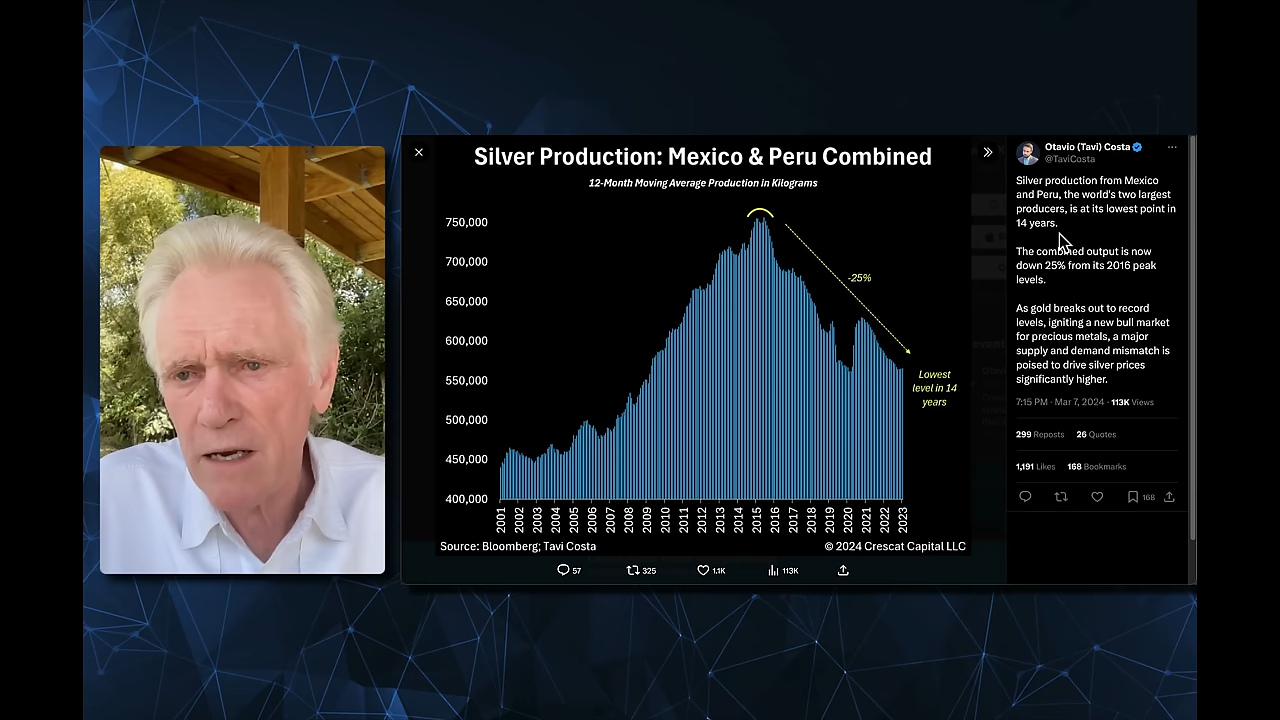 Silver Production: Mexico & Peru Combined
12-Month Moving Average Production in Kilograms
750,000
700,000
650,000
600,000
550,000
500,000
450,000
400,000
-25%
Lowest
level in 14
years
2001 2002 2003 2004 2005 2006 2007 2008 2009 2010 2011 2012 2013 2014 2015 2016 2017 2018 2019 2020 2021 2022 2023
Source: Bloomberg; Tavi Costa
© 2024 Crescat Capital LLC
57 325 1.1K 113K
Otavio (Tavi) Costa
@TaviCosta
Silver production from Mexico
and Peru, the world's two largest
producers, is at its lowest point in
14 years.
The combined output is now
down 25% from its 2016 peak
levels.
As gold breaks out to record
levels, igniting a new bull market
for precious metals, a major
supply and demand mismatch is
poised to drive silver prices
significantly higher.
7:15 PM · Mar 7, 2024 · 113K Views
299 Reposts 26 Quotes
1,191 Likes 168 Bookmarks
168